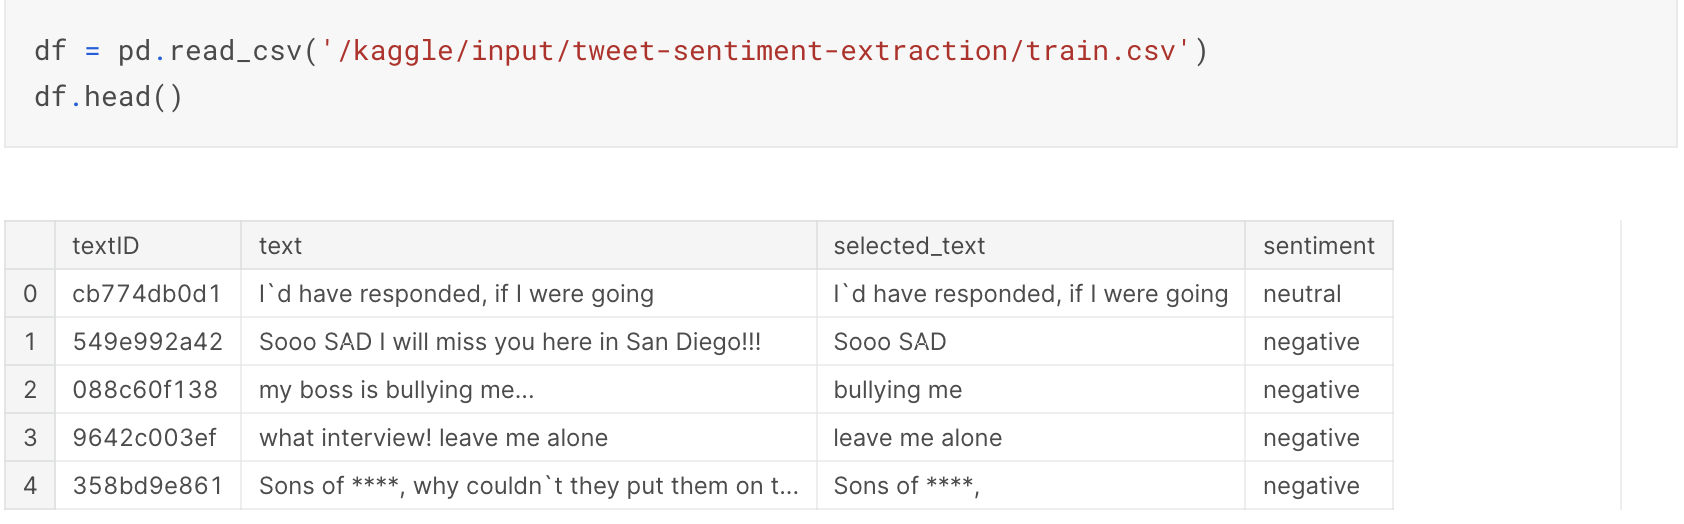 df = pd.read_csv('/kaggle/input/tweet-sentiment-extraction/train.csv')
df.head()
textID text selected_text sentiment
0 cb774db0d1 I`d have responded, if I were going I`d have responded, if I were going neutral
1 549e992a42 Sooo SAD I will miss you here in San Diego!!! Sooo SAD negative
2 088c60f138 my boss is bullying me... bullying me negative
3 9642c003ef what interview! leave me alone leave me alone negative
4 358bd9e861 Sons of ****, why couldn`t they put them on t... Sons of ****, negative